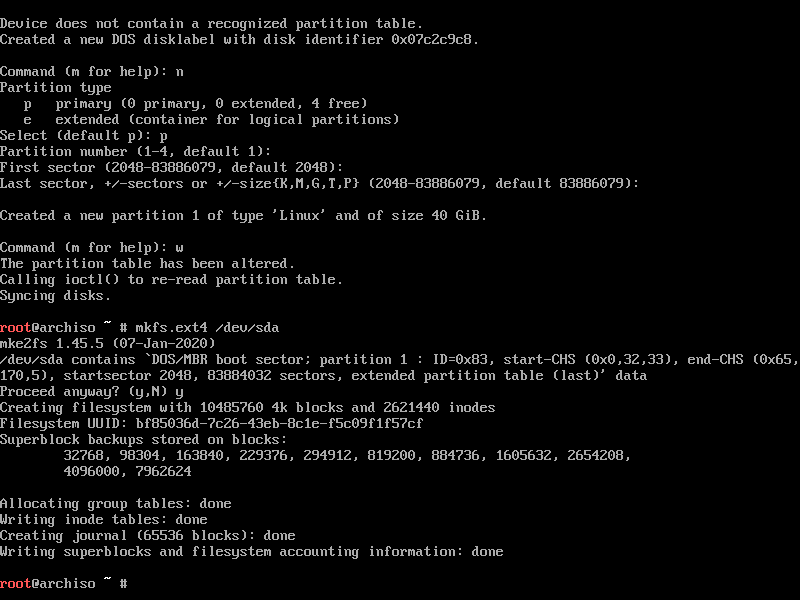 Device does not contain a recognized partition table.
Created a new DOS disklabel with disk identifier 0x07c2c9c8.
Command (m for help): n
Partition type
   p   primary (0 primary, 0 extended, 4 free)
   e   extended (container for logical partitions)
Select (default p): p
Partition number (1-4, default 1):
First sector (2048-83886079, default 2048):
Last sector, +/-sectors or +/-size{K,M,G,T,P} (2048-83886079, default 83886079):
Created a new partition 1 of type 'Linux' and of size 40 GiB.
Command (m for help): w
The partition table has been altered.
Calling ioctl() to re-read partition table.
Syncing disks.
root@archiso ~ # mkfs.ext4 /dev/sda
mke2fs 1.45.5 (07-Jan-2020)
/dev/sda contains `DOS/MBR boot sector; partition 1 : ID=0x83, start-CHS (0x0,32,33), end-CHS (0x65,
170,5), startsector 2048, 83884032 sectors, extended partition table (last)' data
Proceed anyway? (y,N) y
Creating filesystem with 10485760 4k blocks and 2621440 inodes
Filesystem UUID: bf85036d-7c26-43eb-8c1e-f5c09f1f57cf
Superblock backups stored on blocks:
        32768, 98304, 163840, 229376, 294912, 819200, 884736, 1605632, 2654208,
        4096000, 7962624
Allocating group tables: done
Writing inode tables: done
Creating journal (65536 blocks): done
Writing superblocks and filesystem accounting information: done
root@archiso ~ #